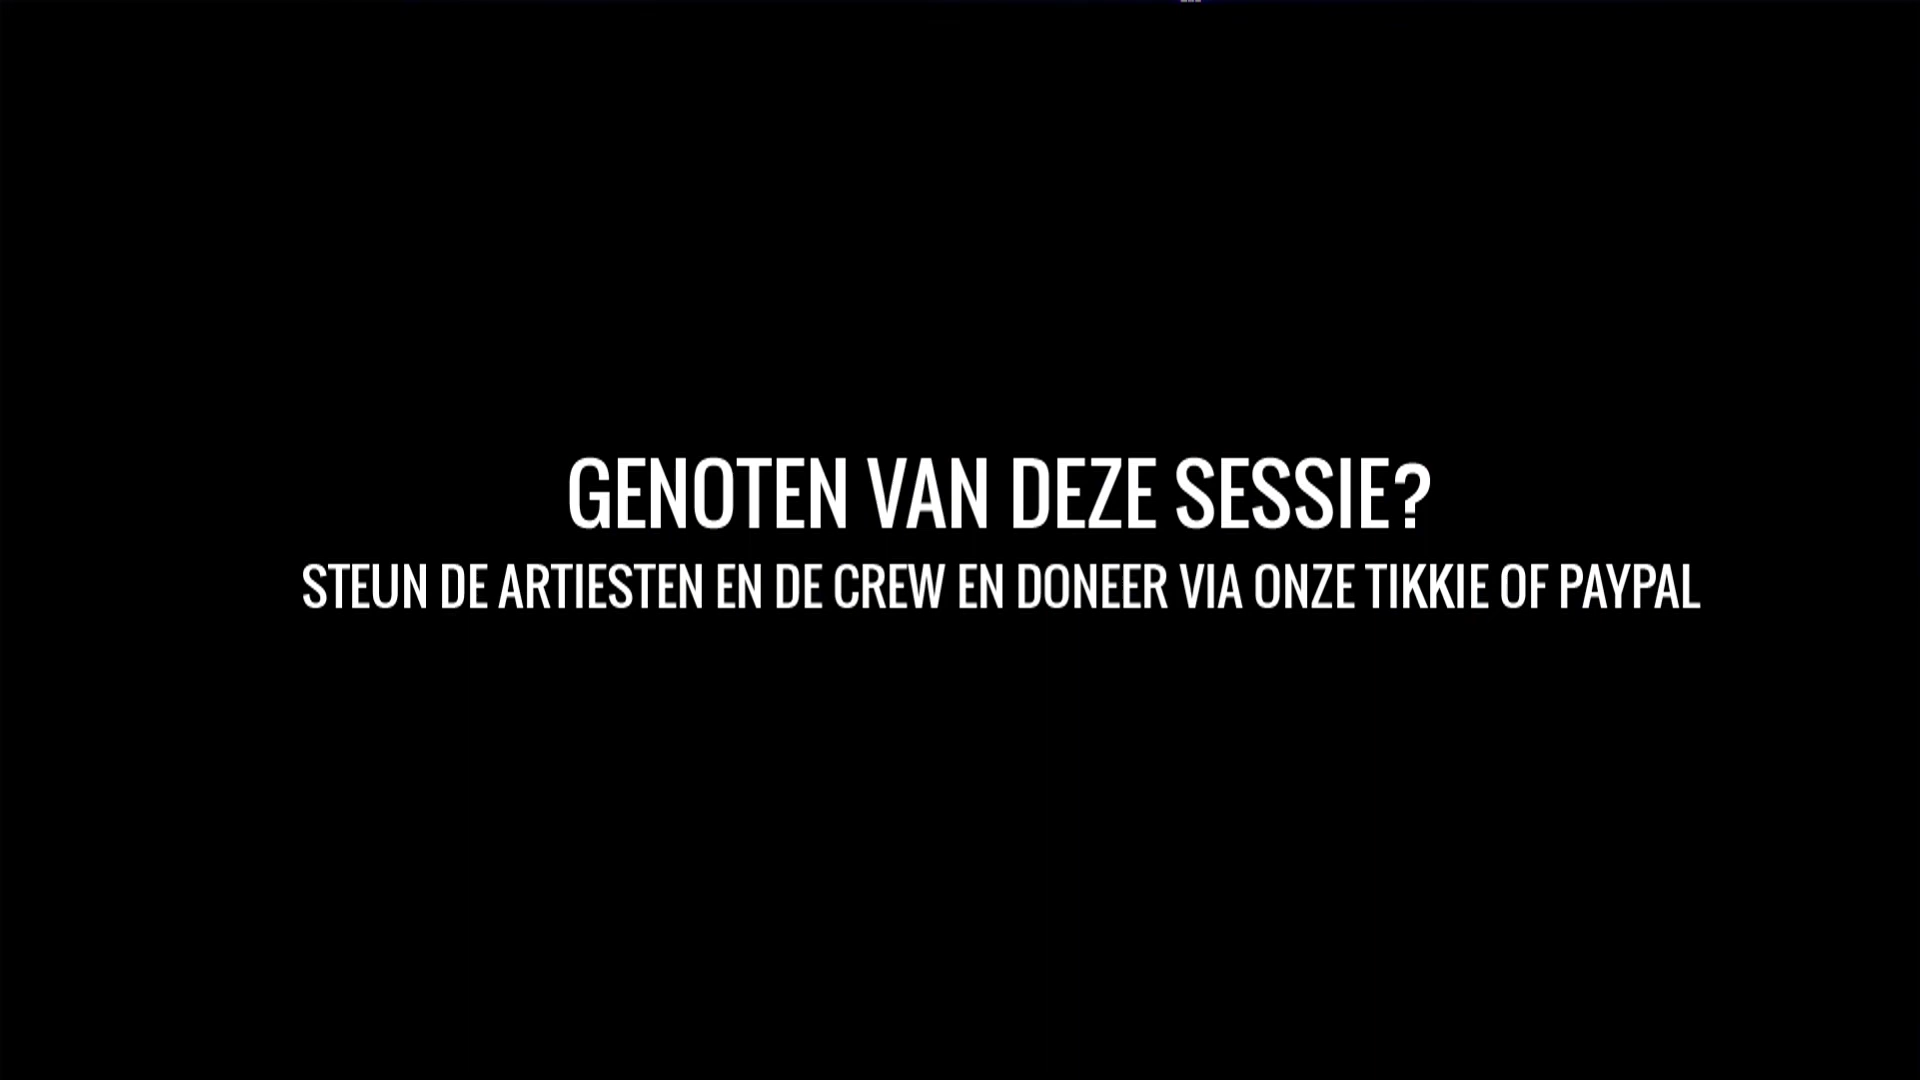 GENOTEN VAN DEZE SESSIE?
STEUN DE ARTIESTEN EN DE CREW EN DONEER VIA ONZE TIKKIE OF PAYPAL